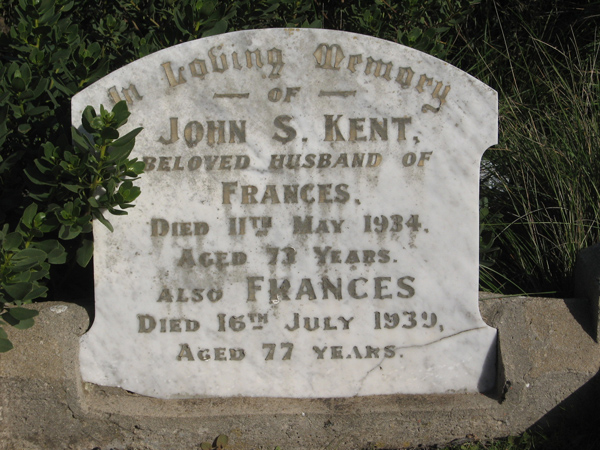 In Loving Memory
OF
JOHN S. KENT,
BELOVED HUSBAND OF
FRANCES.
DIED 11TH MAY 1934.
AGED 73 YEARS.
ALSO FRANCES
DIED 16TH JULY 1939,
AGED 77 YEARS.